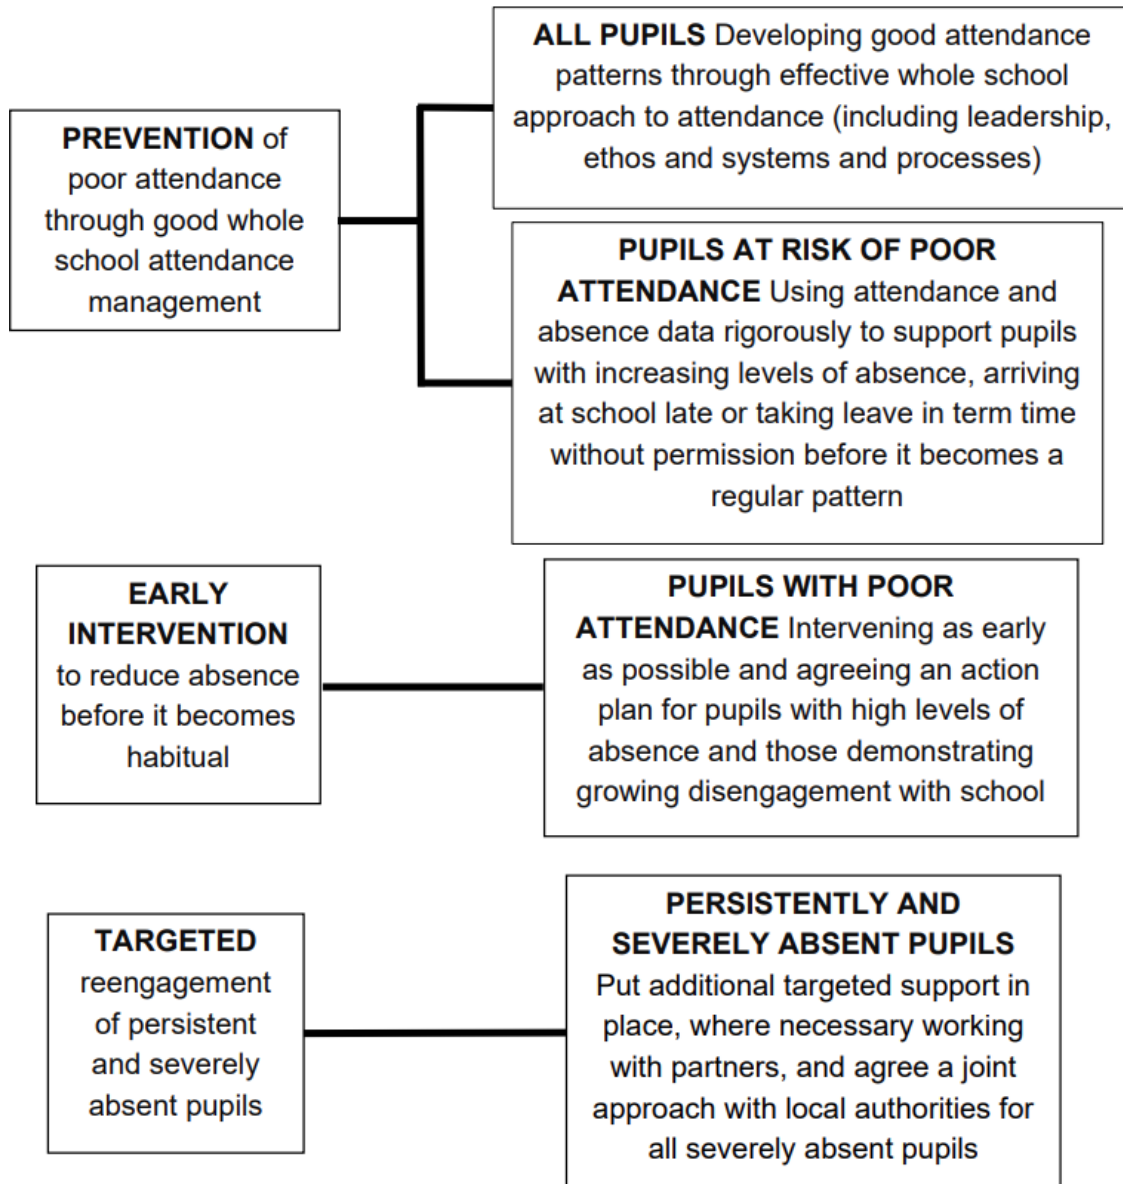 PREVENTION of
poor attendance
through good whole
school attendance
management
ALL PUPILS Developing good attendance
patterns through effective whole school
approach to attendance (including leadership,
ethos and systems and processes)
PUPILS AT RISK OF POOR
ATTENDANCE Using attendance and
absence data rigorously to support pupils
with increasing levels of absence, arriving
at school late or taking leave in term time
without permission before it becomes a
regular pattern
EARLY
INTERVENTION
to reduce absence
before it becomes
habitual
PUPILS WITH POOR
ATTENDANCE Intervening as early
as possible and agreeing an action
plan for pupils with high levels of
absence and those demonstrating
growing disengagement with school
TARGETED
reengagement
of persistent
and severely
absent pupils
PERSISTENTLY AND
SEVERELY ABSENT PUPILS
Put additional targeted support in
place, where necessary working
with partners, and agree a joint
approach with local authorities for
all severely absent pupils